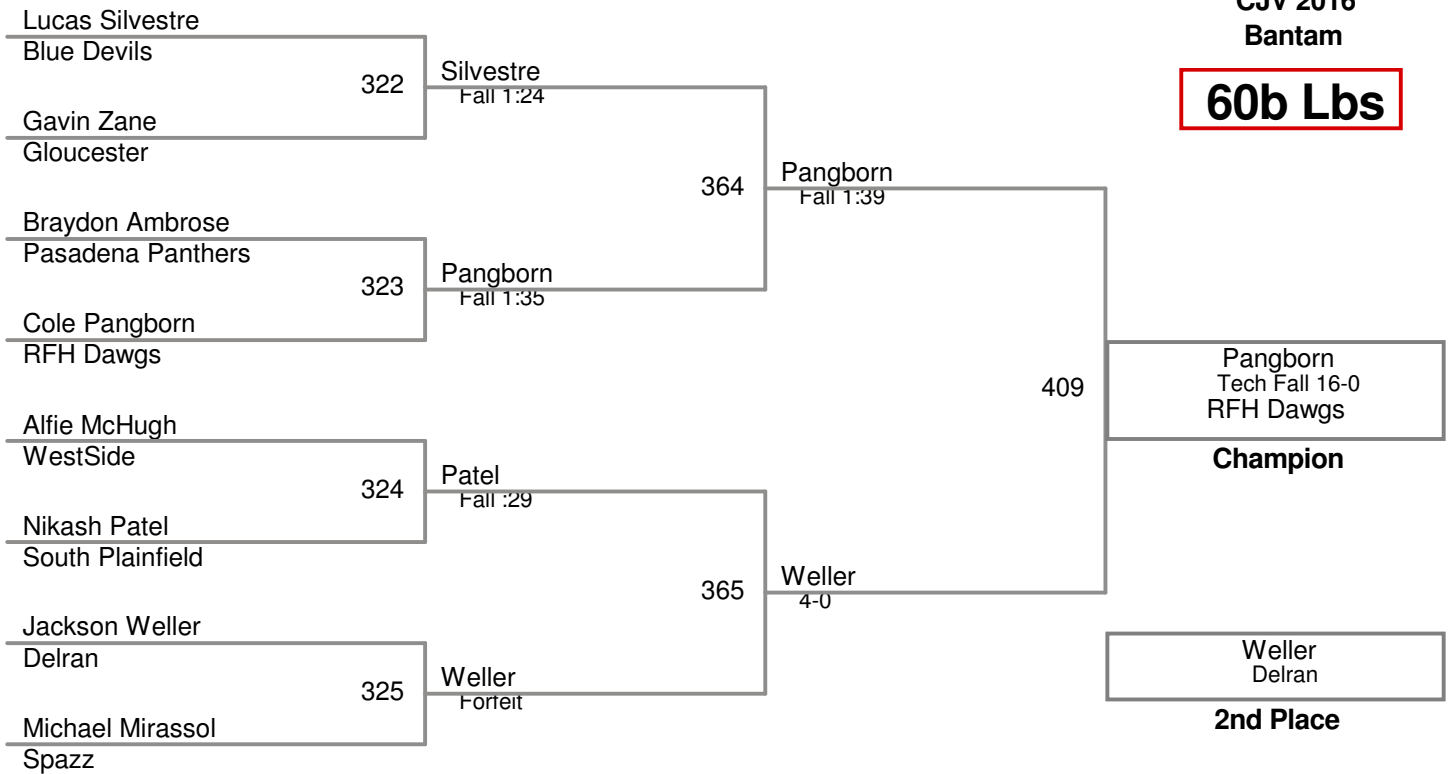 CJV 2016
Bantam
60b Lbs
Lucas Silvestre
Blue Devils
322
Silvestre
Fall 1:24
Gavin Zane
Gloucester
364
Pangborn
Fall 1:39
Braydon Ambrose
Pasadena Panthers
323
Pangborn
Fall 1:35
Cole Pangborn
RFH Dawgs
409
Pangborn
Tech Fall 16-0
RFH Dawgs
Champion
Alfie McHugh
WestSide
324
Patel
Fall :29
Nikash Patel
South Plainfield
365
Weller
4-0
Jackson Weller
Delran
325
Weller
Forfeit
Michael Mirassol
Spazz
Weller
Delran
2nd Place